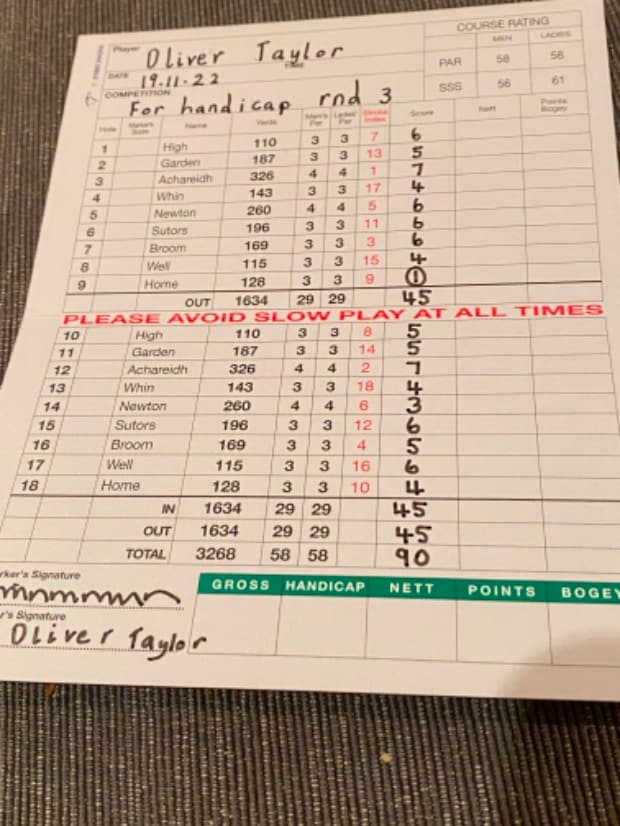 COURSE RATING
MEN LADIES
Player Oliver Taylor
TIME
PAR 58 58
DATE 19.11.22
SSS 56 61
COMPETITION
For handicap rnd 3
Hole Marker's Score Name Yards Men's Par Ladies' Par Stroke Index Score Nett Points Bogey
1 High 110 3 3 7 6
2 Garden 187 3 3 13 5
3 Achareidh 326 4 4 1 7
4 Whin 143 3 3 17 4
5 Newton 260 4 4 5 6
6 Sutors 196 3 3 11 6
7 Broom 169 3 3 3 6
8 Well 115 3 3 15 4
9 Home 128 3 3 9 1
OUT 1634 29 29 45
PLEASE AVOID SLOW PLAY AT ALL TIMES
10 High 110 3 3 8 5
11 Garden 187 3 3 14 5
12 Achareidh 326 4 4 2 7
13 Whin 143 3 3 18 4
14 Newton 260 4 4 6 3
15 Sutors 196 3 3 12 6
16 Broom 169 3 3 4 5
17 Well 115 3 3 16 6
18 Home 128 3 3 10 4
IN 1634 29 29 45
OUT 1634 29 29 45
TOTAL 3268 58 58 90
rker's Signature
GROSS HANDICAP NETT POINTS BOGEY
r's Signature
Oliver Taylor